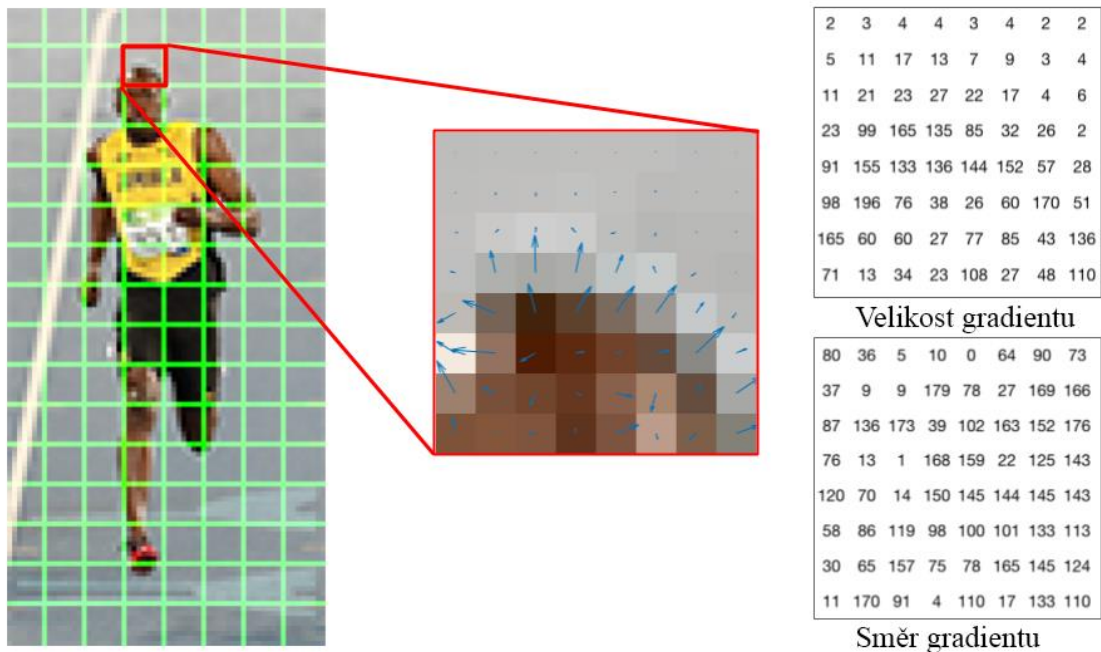 2 3 4 4 3 4 2 2
5 11 17 13 7 9 3 4
11 21 23 27 22 17 4 6
23 99 165 135 85 32 26 2
91 155 133 136 144 152 57 28
98 196 76 38 26 60 170 51
165 60 60 27 77 85 43 136
71 13 34 23 108 27 48 110
Velikost gradientu
80 36 5 10 0 64 90 73
37 9 9 179 78 27 169 166
87 136 173 39 102 163 152 176
76 13 1 168 159 22 125 143
120 70 14 150 145 144 145 143
58 86 119 98 100 101 133 113
30 65 157 75 78 165 145 124
11 170 91 4 110 17 133 110
Směr gradientu